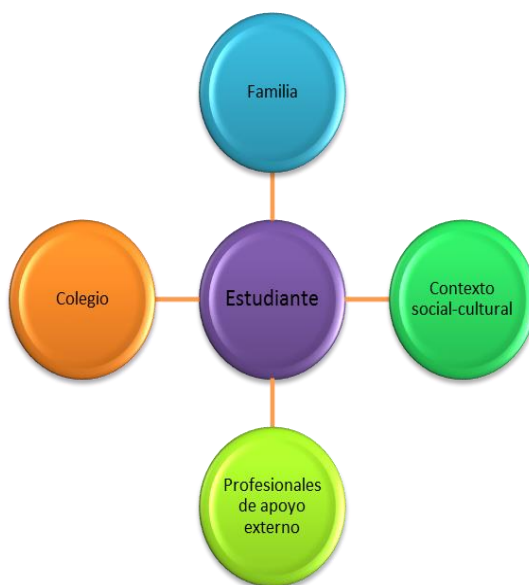 Familia
Colegio
Estudiante
Contexto
social-cultural
Profesionales
de apoyo
externo